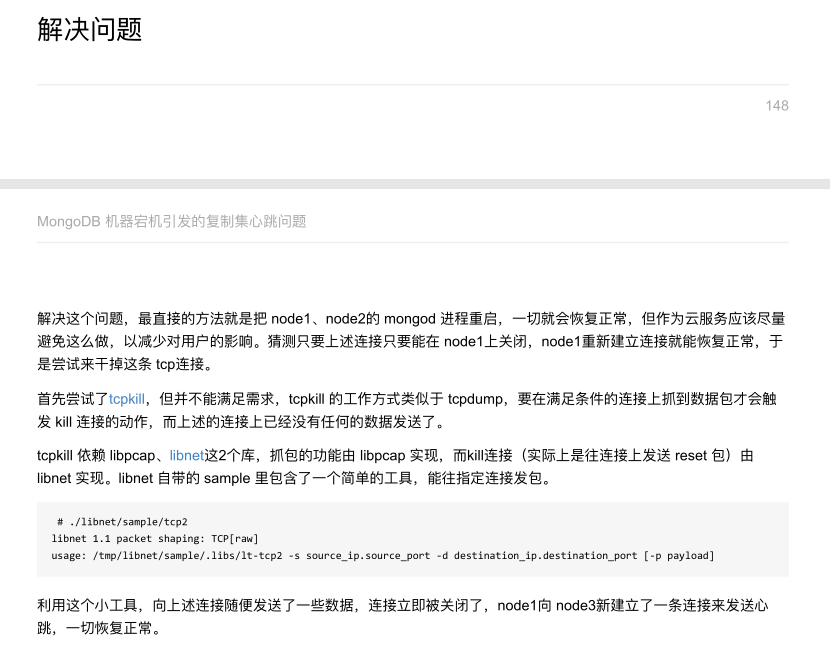 解决问题
148
MongoDB 机器宕机引发的复制集心跳问题
解决这个问题，最直接的方法就是把 node1、node2的 mongod 进程重启，一切就会恢复正常，但作为云服务应该尽量
避免这么做，以减少对用户的影响。猜测只要上述连接只要能在 node1上关闭，node1重新建立连接就能恢复正常，于
是尝试来干掉这条 tcp连接。
首先尝试了tcpkill，但并不能满足需求，tcpkill 的工作方式类似于 tcpdump，要在满足条件的连接上抓到数据包才会触
发 kill 连接的动作，而上述的连接上已经没有任何的数据发送了。
tcpkill 依赖 libpcap、libnet这2个库，抓包的功能由 libpcap 实现，而kill连接（实际上是往连接上发送 reset 包）由
libnet 实现。libnet 自带的 sample 里包含了一个简单的工具，能往指定连接发包。
# ./libnet/sample/tcp2
libnet 1.1 packet shaping: TCP[raw]
usage: /tmp/libnet/sample/.libs/lt-tcp2 -s source_ip.source_port -d destination_ip.destination_port [-p payload]
利用这个小工具，向上述连接随便发送了一些数据，连接立即被关闭了，node1向 node3新建立了一条连接来发送心
跳，一切恢复正常。